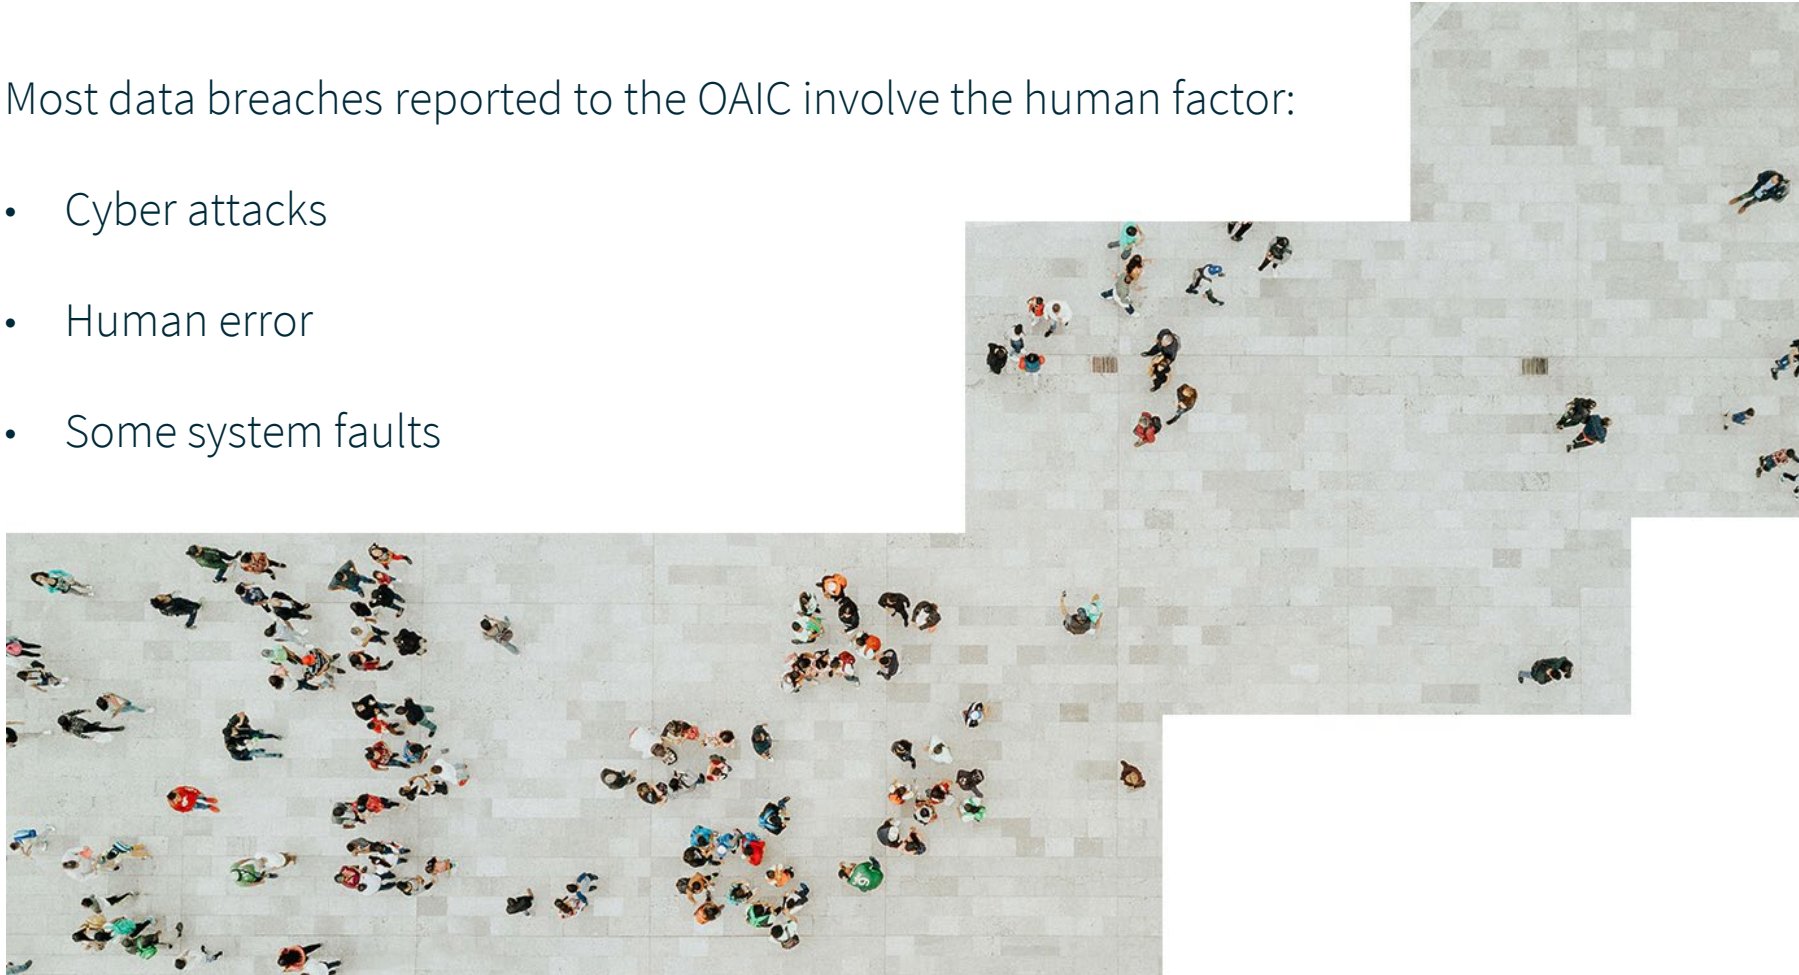 Most data breaches reported to the OAIC involve the human factor:
• Cyber attacks
• Human error
• Some system faults